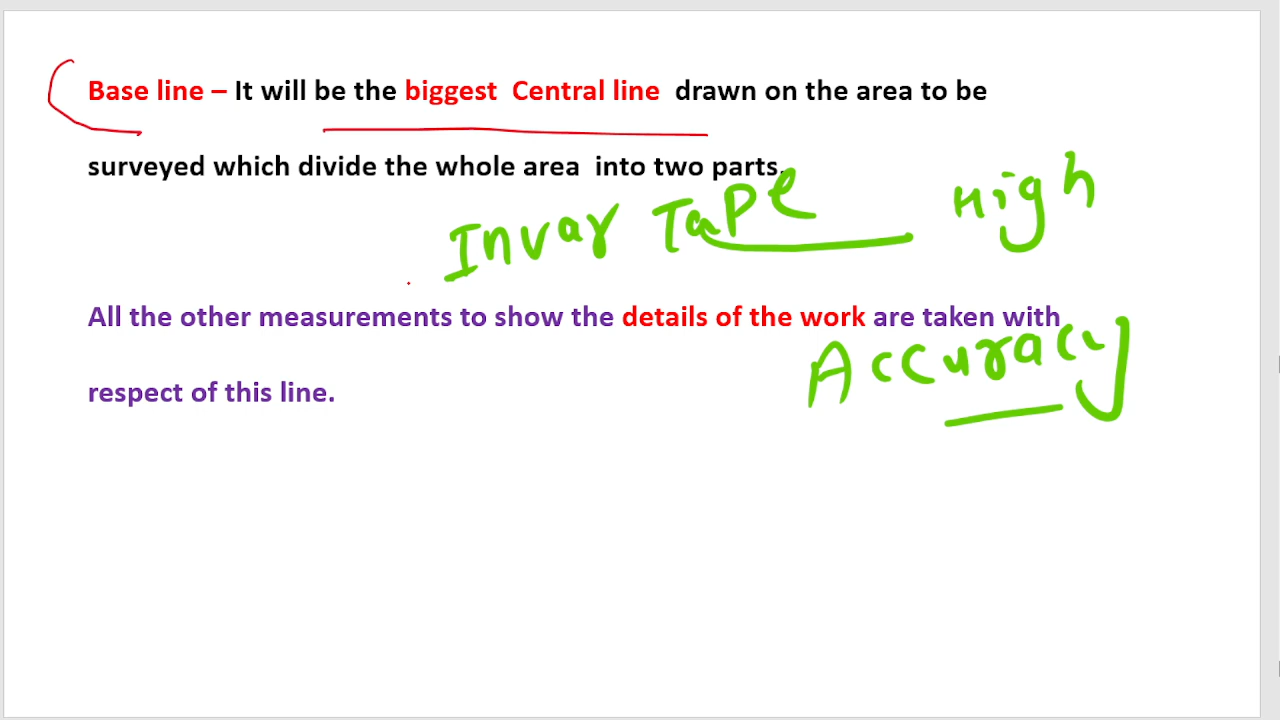 Base line – It will be the biggest Central line drawn on the area to be
surveyed which divide the whole area into two parts.
Invar Tape High
All the other measurements to show the details of the work are taken with
Accuracy
respect of this line.